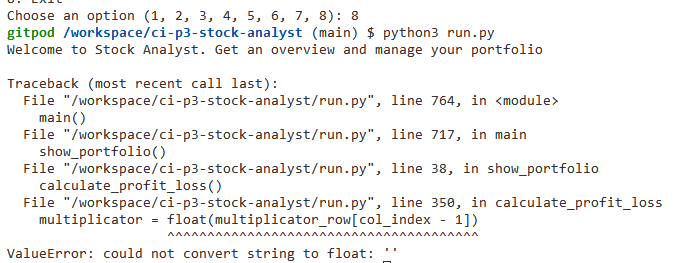 Choose an option (1, 2, 3, 4, 5, 6, 7, 8): 8
gitpod /workspace/ci-p3-stock-analyst (main) $ python3 run.py
Welcome to Stock Analyst. Get an overview and manage your portfolio
Traceback (most recent call last):
  File "/workspace/ci-p3-stock-analyst/run.py", line 764, in <module>
    main()
  File "/workspace/ci-p3-stock-analyst/run.py", line 717, in main
    show_portfolio()
  File "/workspace/ci-p3-stock-analyst/run.py", line 38, in show_portfolio
    calculate_profit_loss()
  File "/workspace/ci-p3-stock-analyst/run.py", line 350, in calculate_profit_loss
    multiplicator = float(multiplicator_row[col_index - 1])
                    ^^^^^^^^^^^^^^^^^^^^^^^^^^^^^^^^^^^^^^^
ValueError: could not convert string to float: ''